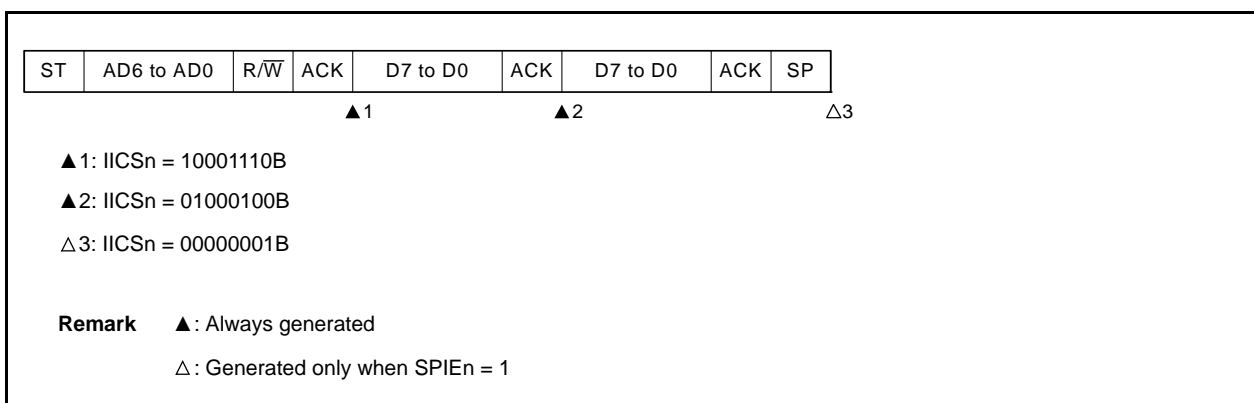 ST AD6 to AD0 R/W̅ ACK D7 to D0 ACK D7 to D0 ACK SP
▲1 ▲2 △3
▲1: IICSn = 10001110B
▲2: IICSn = 01000100B
△3: IICSn = 00000001B
Remark ▲: Always generated
△: Generated only when SPIEn = 1